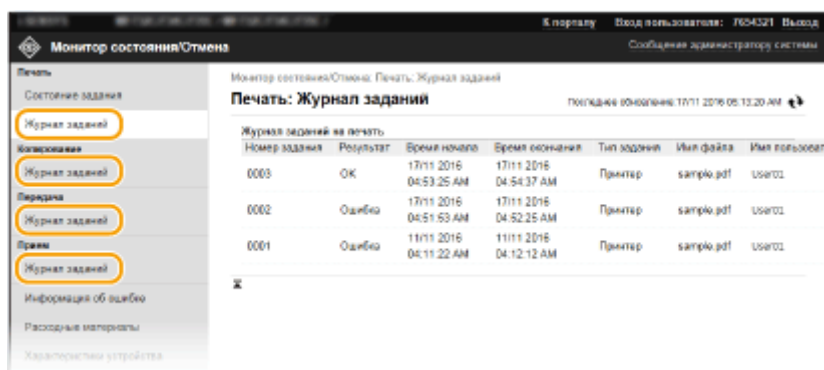 К порталу Вход пользователя: 7654321 Выход
Монитор состояния/Отмена
Сообщения администратору системы
Печать
Состояние задания
Журнал заданий
Копирование
Журнал заданий
Передача
Журнал заданий
Прием
Журнал заданий
Информация об ошибке
Расходные материалы
Характеристики устройства
Монитор состояния/Отмена: Печать: Журнал заданий
Печать: Журнал заданий
Последнее обновление: 17/11 2016 05:13:20 AM
Журнал заданий на печать
Номер задания Результат Время начала Время окончания Тип задания Имя файла Имя пользоват
0003 OK 17/11 2016 04:53:25 AM 17/11 2016 04:54:37 AM Принтер sample.pdf User01
0002 Ошибка 17/11 2016 04:51:53 AM 17/11 2016 04:52:25 AM Принтер sample.pdf User01
0001 Ошибка 11/11 2016 04:11:22 AM 11/11 2016 04:12:12 AM Принтер sample.pdf User01